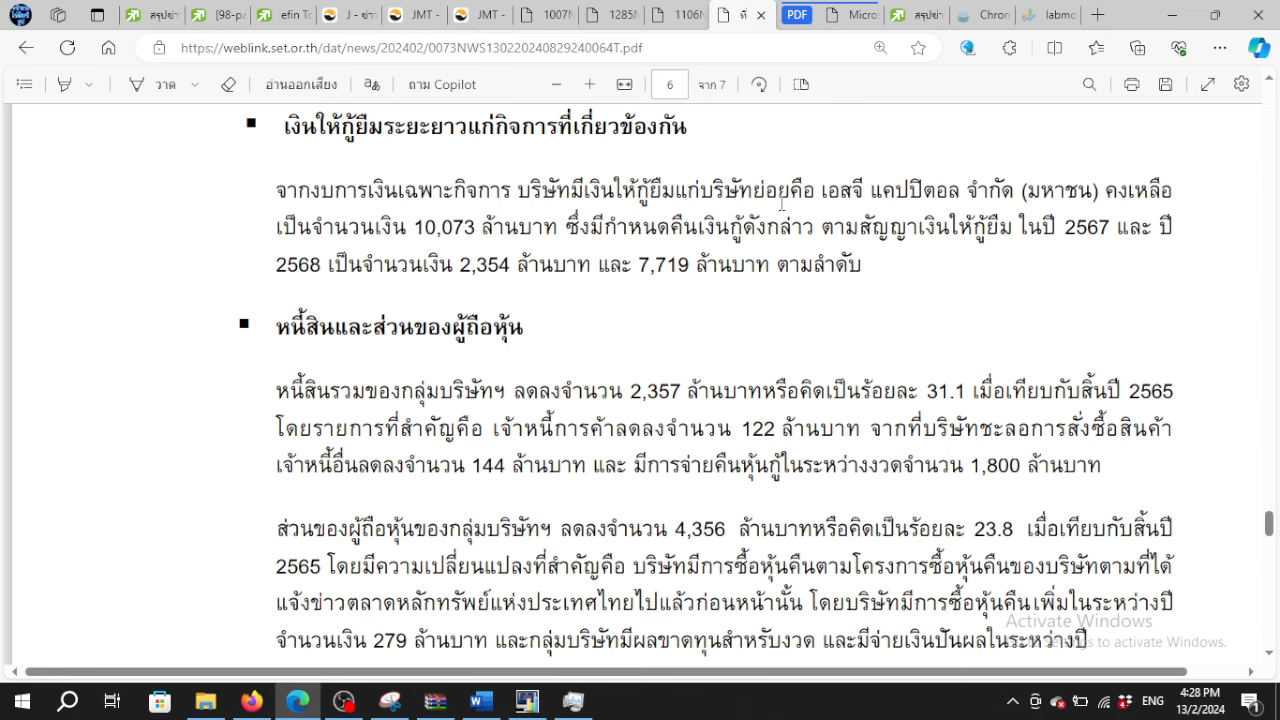 สรุปข่า
[98-pa
efin To
J : ข่า
JMT -
JMT -
1007M
1285M
1106M
ที่
PDF
Micros
สรุปข่า
Chron
labmo
https://weblink.set.or.th/dat/news/202402/0073NWS130220240829240064T.pdf
วาด
อ่านออกเสียง
aあ
ถาม Copilot
6
จาก 7
▪ เงินให้กู้ยืมระยะยาวแก่กิจการที่เกี่ยวข้องกัน
จากงบการเงินเฉพาะกิจการ บริษัทมีเงินให้กู้ยืมแก่บริษัทย่อยคือ เอสจี แคปปิตอล จำกัด (มหาชน) คงเหลือ
เป็นจำนวนเงิน 10,073 ล้านบาท ซึ่งมีกำหนดคืนเงินกู้ดังกล่าว ตามสัญญาเงินให้กู้ยืม ในปี 2567 และ ปี
2568 เป็นจำนวนเงิน 2,354 ล้านบาท และ 7,719 ล้านบาท ตามลำดับ
▪ หนี้สินและส่วนของผู้ถือหุ้น
หนี้สินรวมของกลุ่มบริษัทฯ ลดลงจำนวน 2,357 ล้านบาทหรือคิดเป็นร้อยละ 31.1 เมื่อเทียบกับสิ้นปี 2565
โดยรายการที่สำคัญคือ เจ้าหนี้การค้าลดลงจำนวน 122 ล้านบาท จากที่บริษัทชะลอการสั่งซื้อสินค้า
เจ้าหนี้อื่นลดลงจำนวน 144 ล้านบาท และ มีการจ่ายคืนหุ้นกู้ในระหว่างงวดจำนวน 1,800 ล้านบาท
ส่วนของผู้ถือหุ้นของกลุ่มบริษัทฯ ลดลงจำนวน 4,356 ล้านบาทหรือคิดเป็นร้อยละ 23.8 เมื่อเทียบกับสิ้นปี
2565 โดยมีความเปลี่ยนแปลงที่สำคัญคือ บริษัทมีการซื้อหุ้นคืนตามโครงการซื้อหุ้นคืนของบริษัทตามที่ได้
แจ้งข่าวตลาดหลักทรัพย์แห่งประเทศไทยไปแล้วก่อนหน้านั้น โดยบริษัทมีการซื้อหุ้นคืนเพิ่มในระหว่างปี
จำนวนเงิน 279 ล้านบาท และกลุ่มบริษัทมีผลขาดทุนสำหรับงวด และมีจ่ายเงินปันผลในระหว่างปี
Activate Windows
to activate Windows.
ENG
4:28 PM
13/2/2024